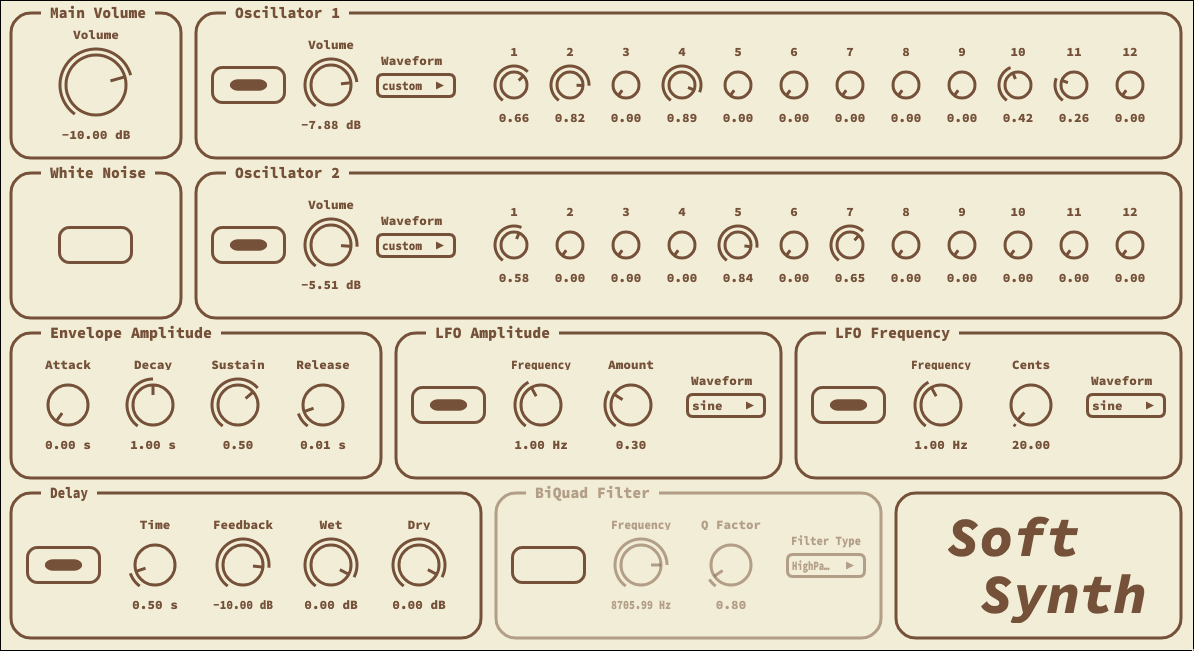 Main Volume
Volume
-10.00 dB
Oscillator 1
Volume
-7.88 dB
Waveform
custom
1 2 3 4 5 6 7 8 9 10 11 12
0.66 0.82 0.00 0.89 0.00 0.00 0.00 0.00 0.00 0.42 0.26 0.00
White Noise
Oscillator 2
Volume
-5.51 dB
Waveform
custom
1 2 3 4 5 6 7 8 9 10 11 12
0.58 0.00 0.00 0.00 0.84 0.00 0.65 0.00 0.00 0.00 0.00 0.00
Envelope Amplitude
Attack Decay Sustain Release
0.00 s 1.00 s 0.50 0.01 s
LFO Amplitude
Frequency Amount
1.00 Hz 0.30
Waveform
sine
LFO Frequency
Frequency Cents
1.00 Hz 20.00
Waveform
sine
Delay
Time Feedback Wet Dry
0.50 s -10.00 dB 0.00 dB 0.00 dB
BiQuad Filter
Frequency Q Factor
8705.99 Hz 0.80
Filter Type
HighPa…
Soft
Synth